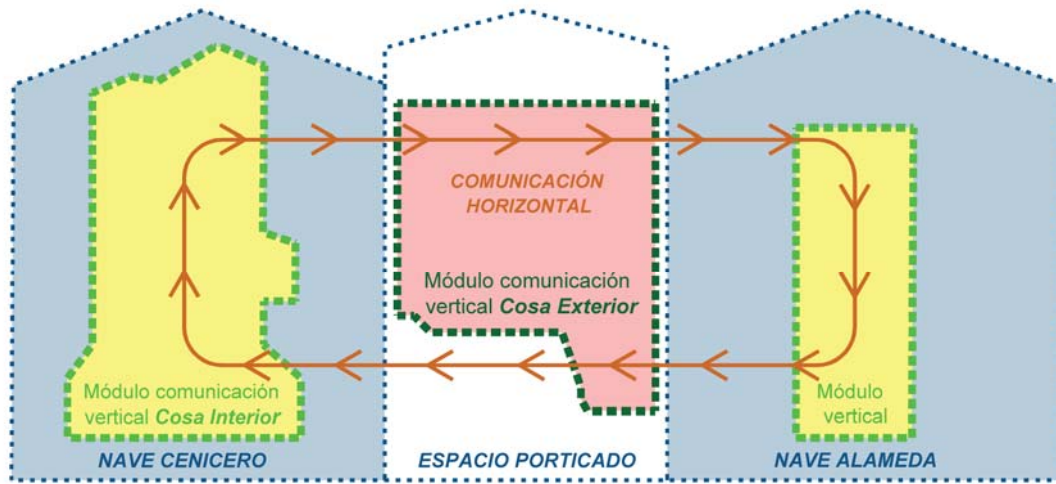 COMUNICACIÓN
HORIZONTAL
Módulo comunicación
vertical Cosa Exterior
Módulo comunicación
vertical Cosa Interior
Módulo
vertical
NAVE CENICERO
ESPACIO PORTICADO
NAVE ALAMEDA